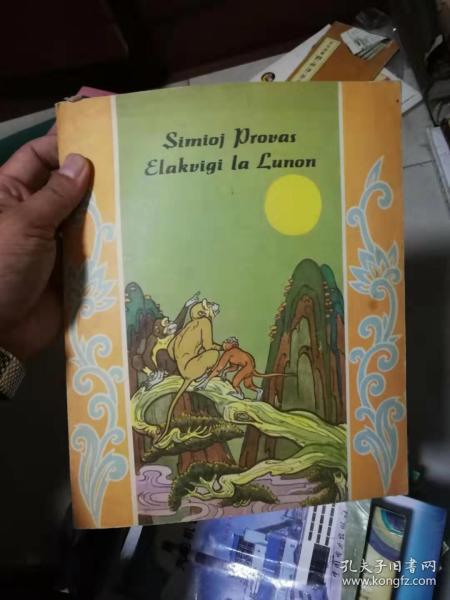 Simioj Provas
Elakvigi la Lunon
孔夫子旧书网
www.kongfz.com